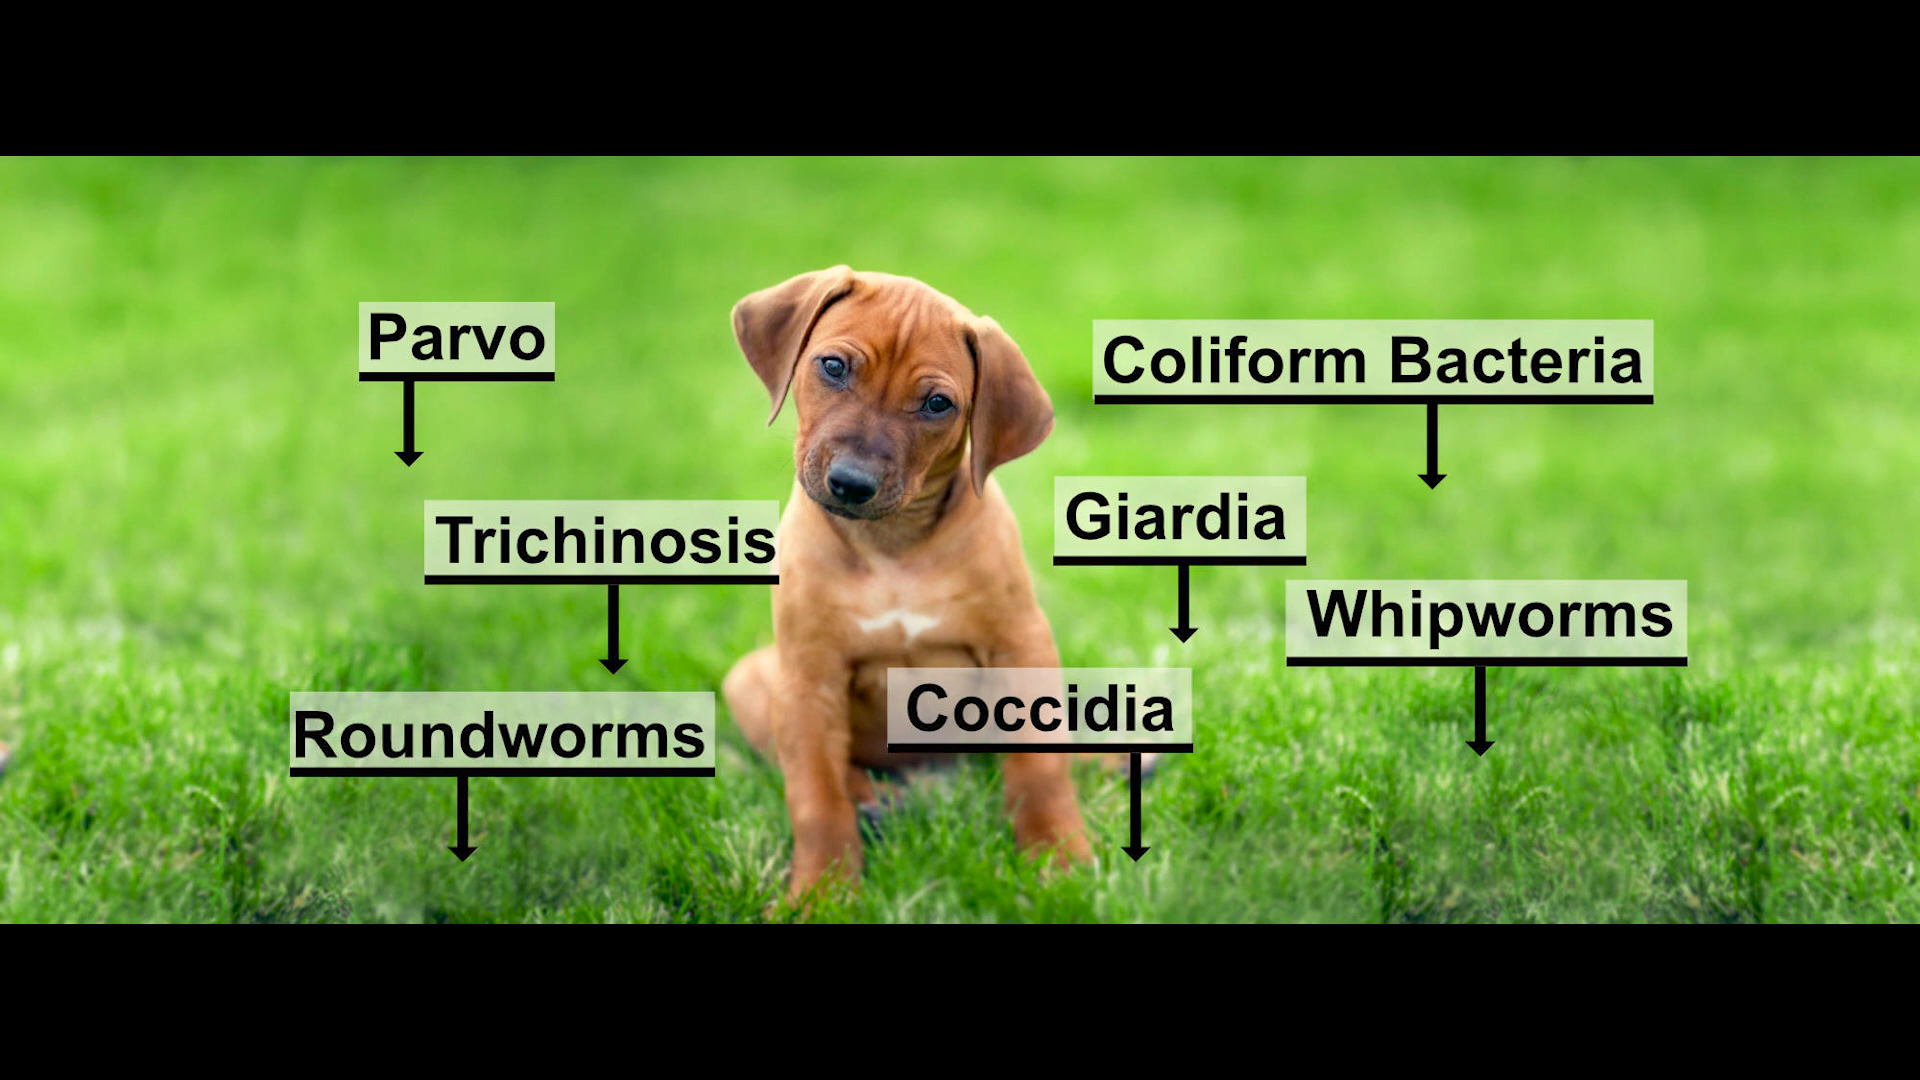 Parvo
Coliform Bacteria
Trichinosis
Giardia
Whipworms
Roundworms
Coccidia